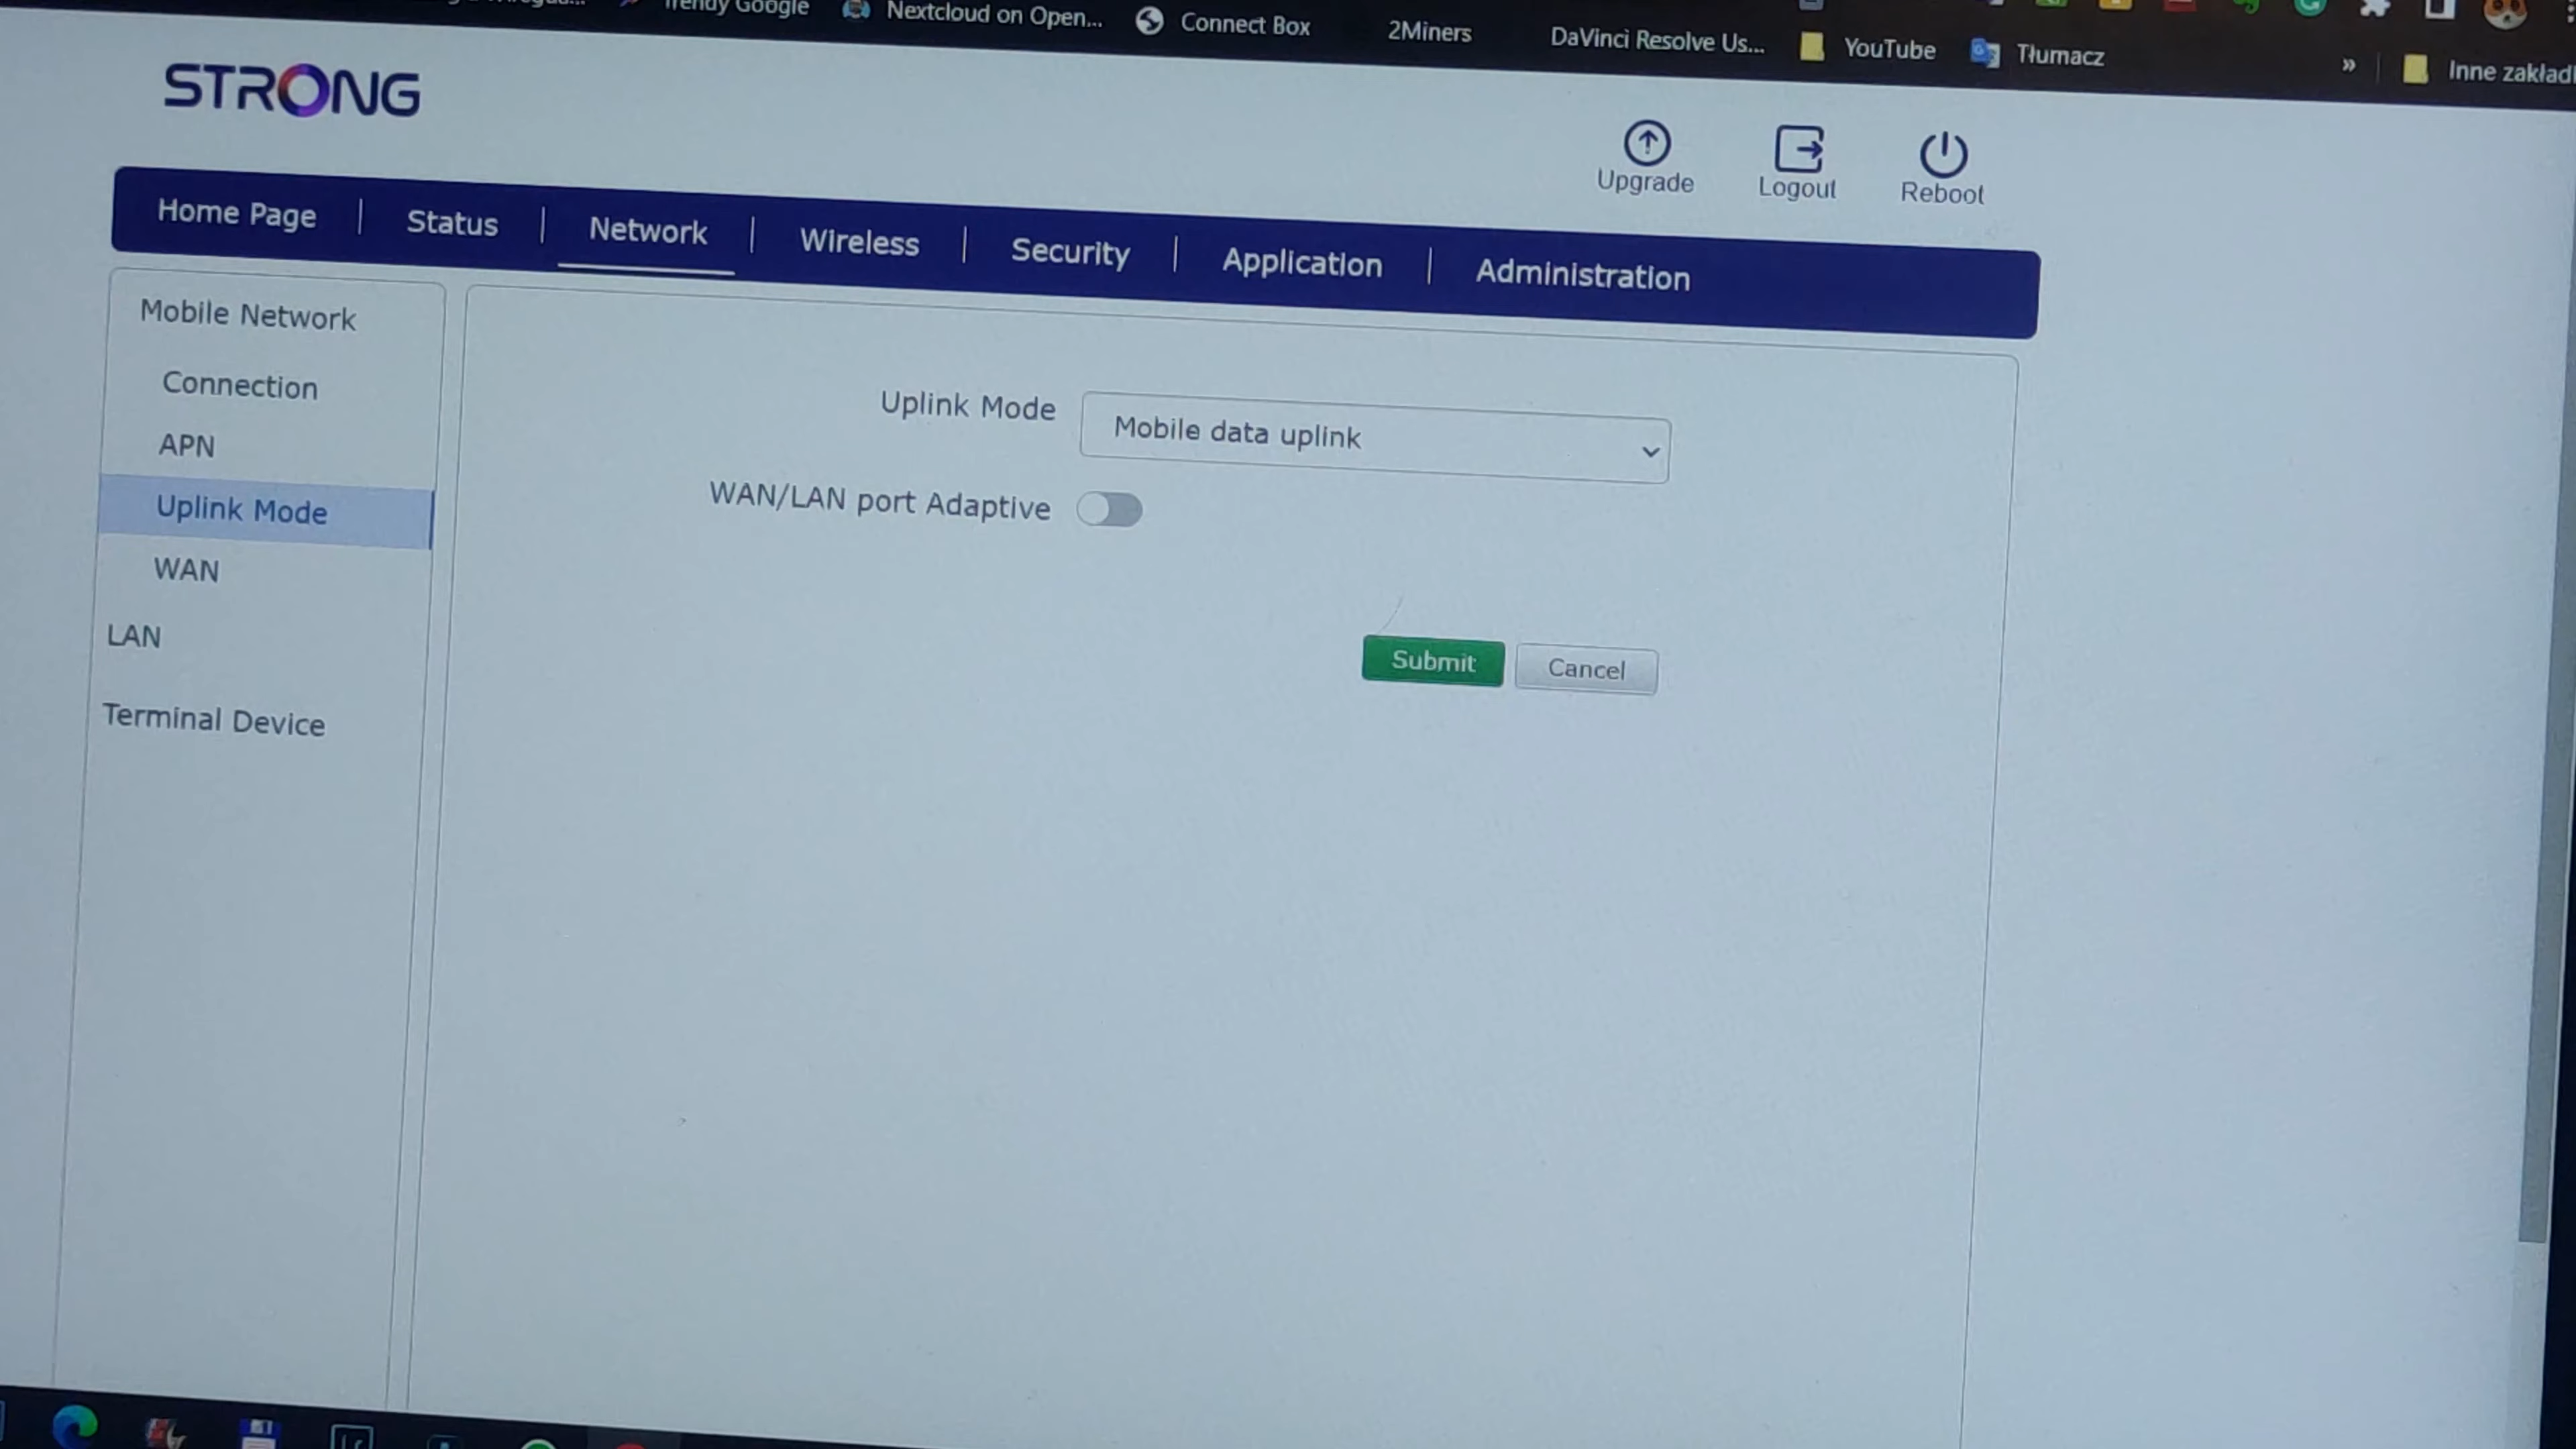 Trendy Google
Nextcloud on Open...
Connect Box
2Miners
DaVinci Resolve Us...
YouTube
Tłumacz
»
Inne zakład
STRONG
Upgrade
Logout
Reboot
Home Page | Status | Network | Wireless | Security | Application | Administration
Mobile Network
Connection
APN
Uplink Mode
WAN
LAN
Terminal Device
Uplink Mode
Mobile data uplink
WAN/LAN port Adaptive
Submit
Cancel